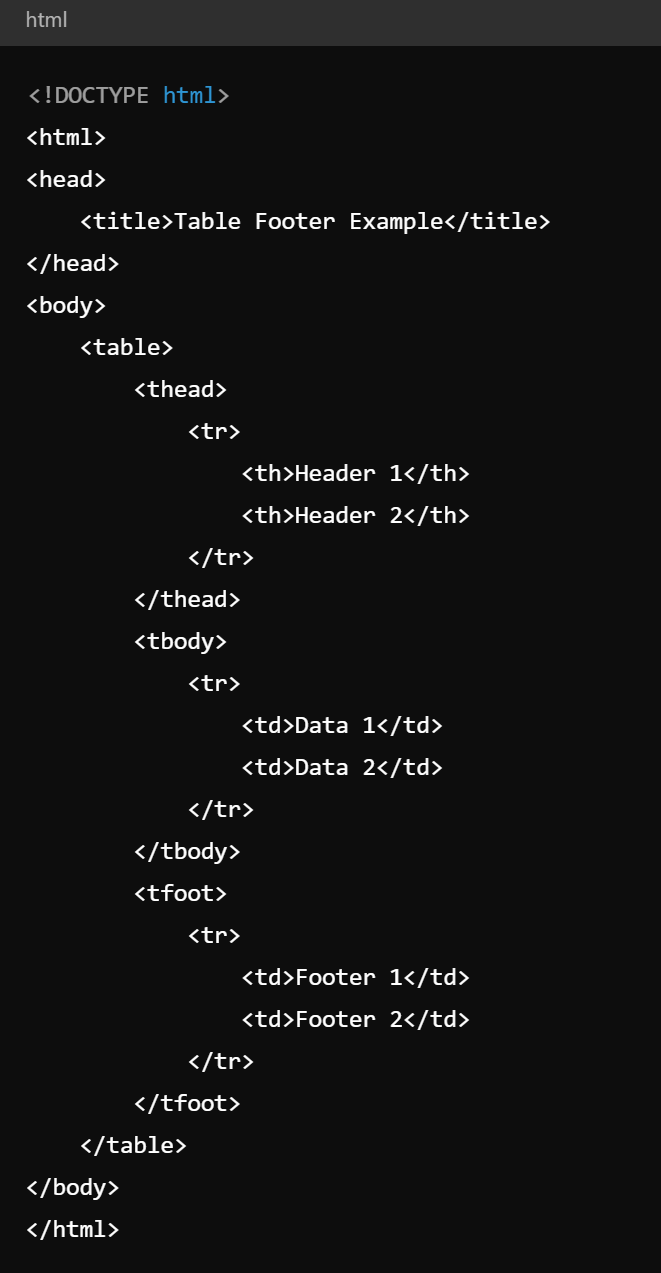 html
<!DOCTYPE html>
<html>
<head>
    <title>Table Footer Example</title>
</head>
<body>
    <table>
        <thead>
            <tr>
                <th>Header 1</th>
                <th>Header 2</th>
            </tr>
        </thead>
        <tbody>
            <tr>
                <td>Data 1</td>
                <td>Data 2</td>
            </tr>
        </tbody>
        <tfoot>
            <tr>
                <td>Footer 1</td>
                <td>Footer 2</td>
            </tr>
        </tfoot>
    </table>
</body>
</html>